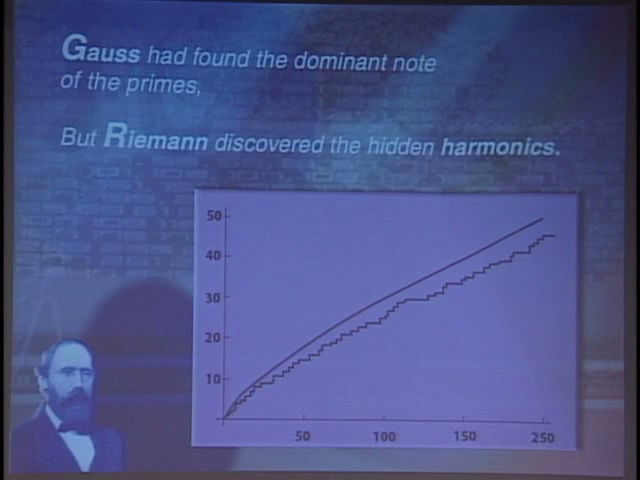 Gauss had found the dominant note
of the primes,
But Riemann discovered the hidden harmonics.
50
40
30
20
10
50 100 150 250